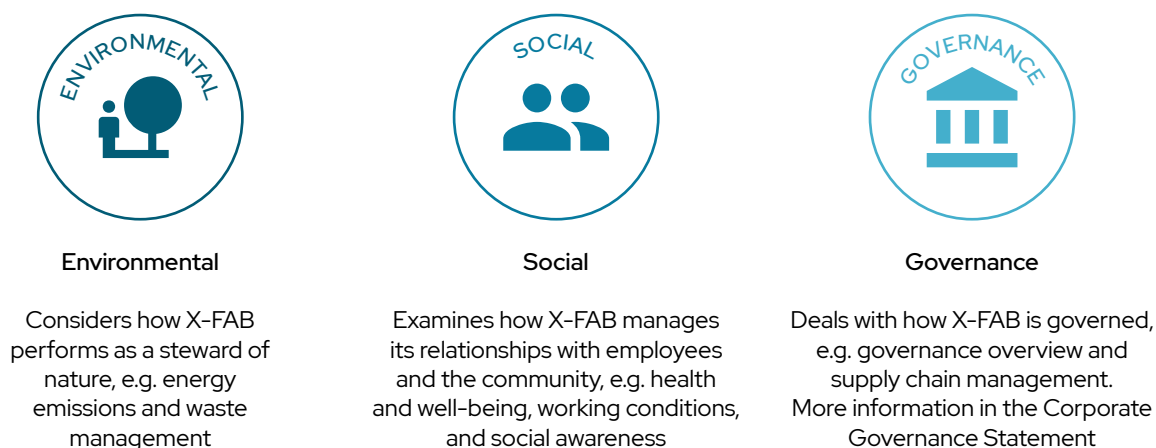 ENVIRONMENTAL
Environmental
Considers how X-FAB
performs as a steward of
nature, e.g. energy
emissions and waste
management
SOCIAL
Social
Examines how X-FAB manages
its relationships with employees
and the community, e.g. health
and well-being, working conditions,
and social awareness
GOVERNANCE
Governance
Deals with how X-FAB is governed,
e.g. governance overview and
supply chain management.
More information in the Corporate
Governance Statement